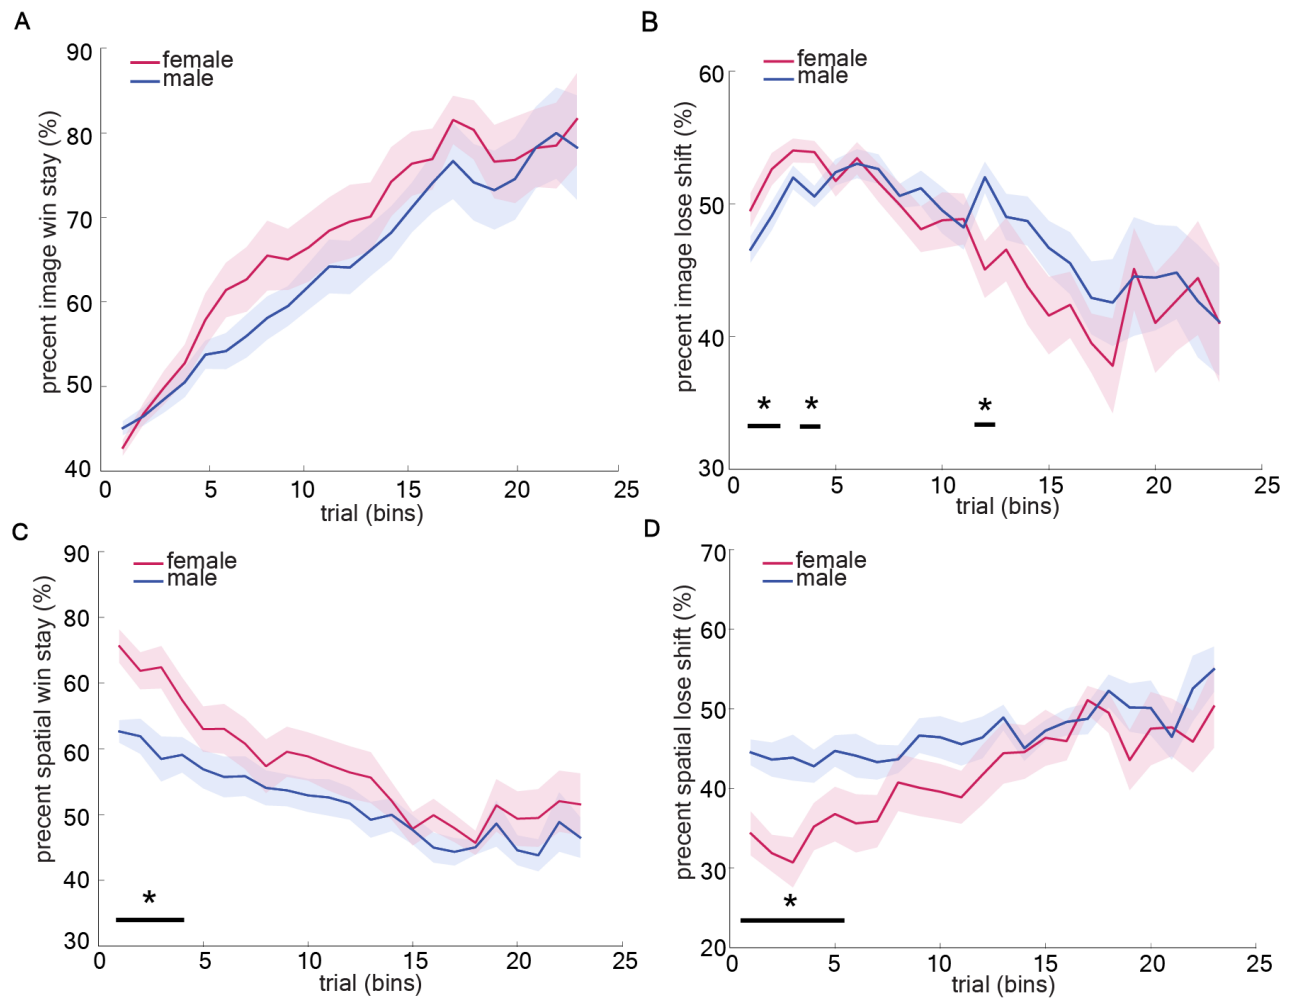 A
90
80
70
60
50
40
precent image win stay (%)
female
male
0 5 10 15 20 25
trial (bins)
B
60
50
40
30
precent image lose shift (%)
female
male
* * *
0 5 10 15 20 25
trial (bins)
C
90
80
60
60
50
40
30
precent spatial win stay (%)
female
male
*
0 5 10 15 20 25
trial (bins)
D
70
60
50
40
30
20
precent spatial lose shift (%)
female
male
*
0 5 10 15 20 25
trial (bins)